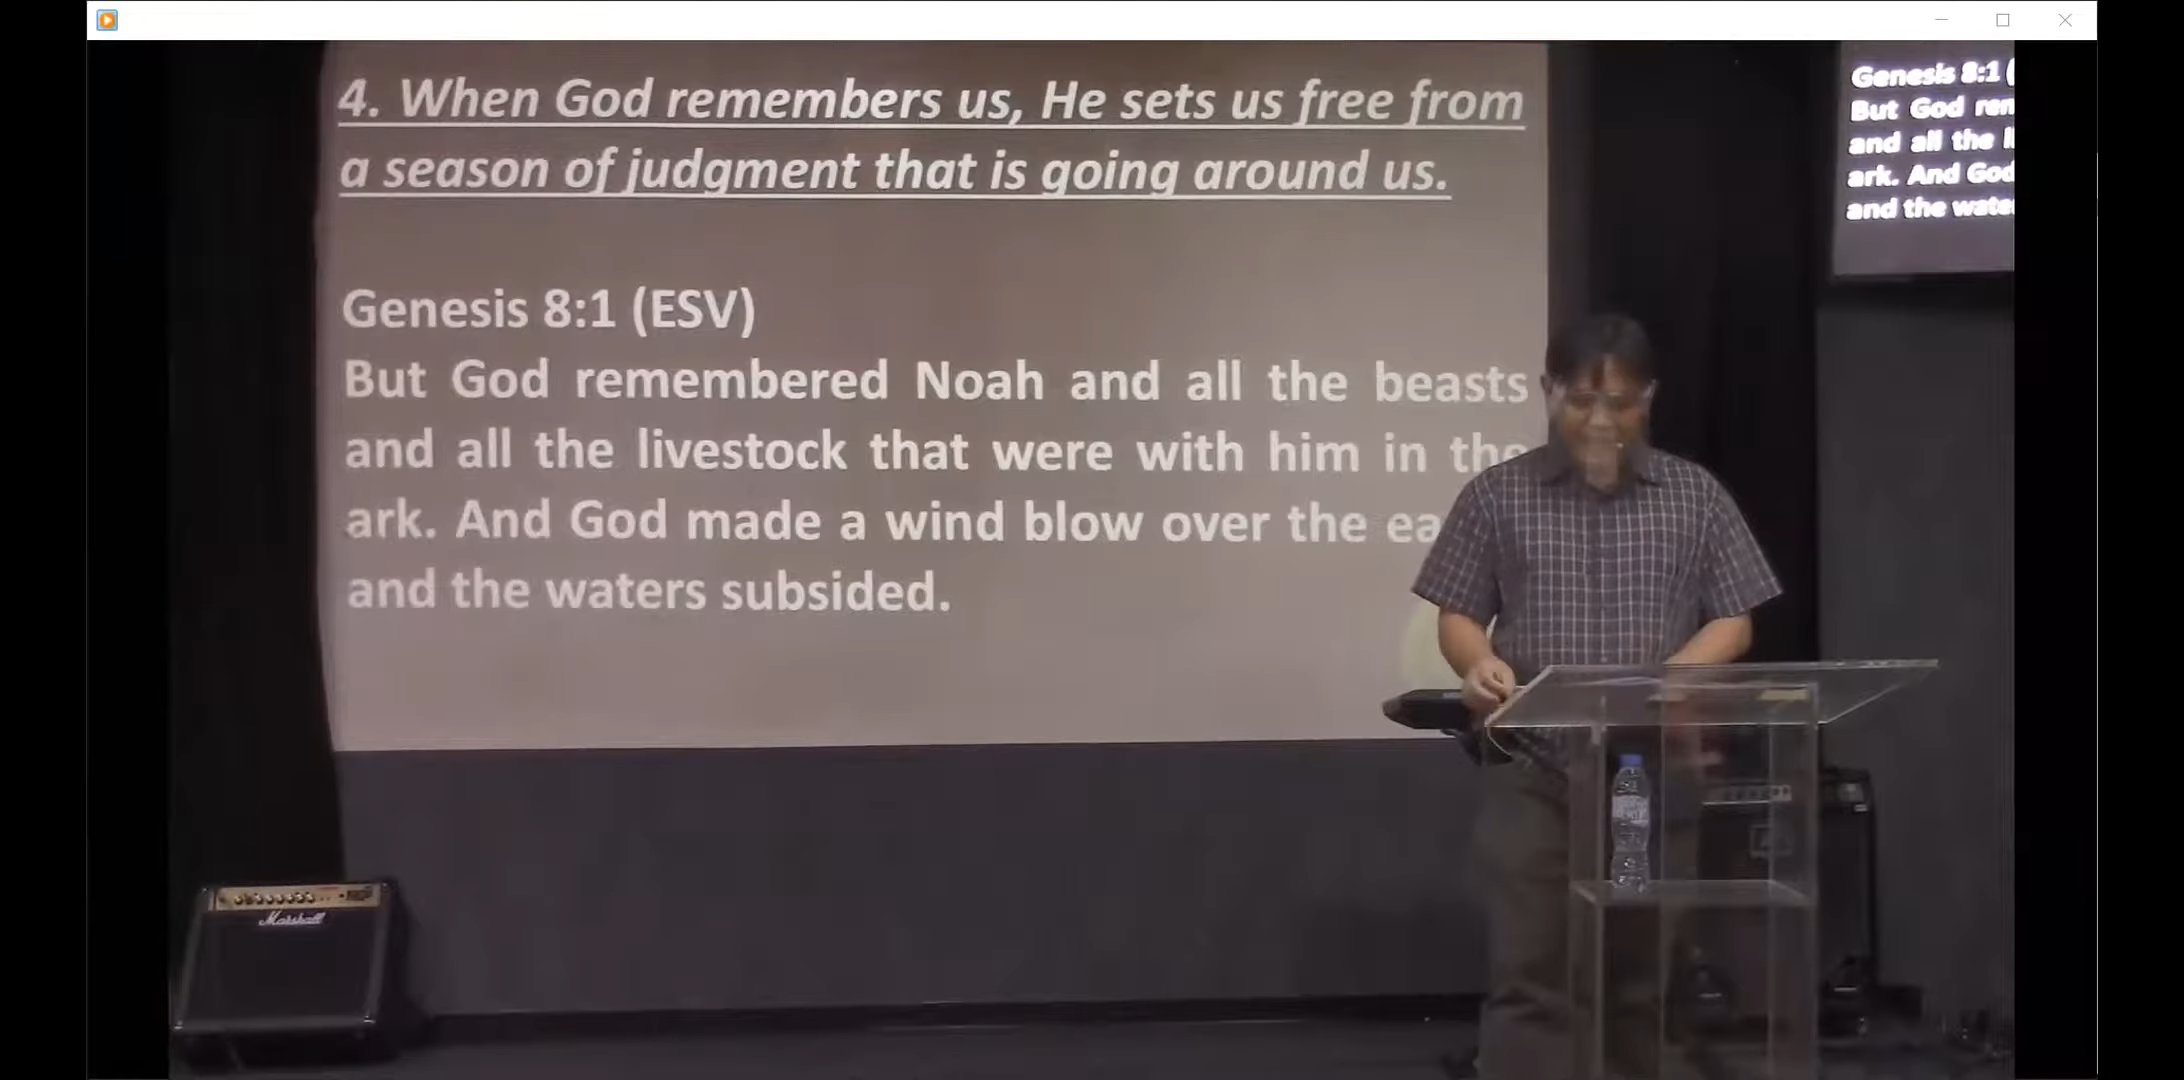 4. When God remembers us, He sets us free from
a season of judgment that is going around us.
Genesis 8:1 (ESV)
But God remembered Noah and all the beasts
and all the livestock that were with him in the
ark. And God made a wind blow over the ea
and the waters subsided.
Genesis 8:1 (
But God rem
and all the l
ark. And God
and the wate
Marshall